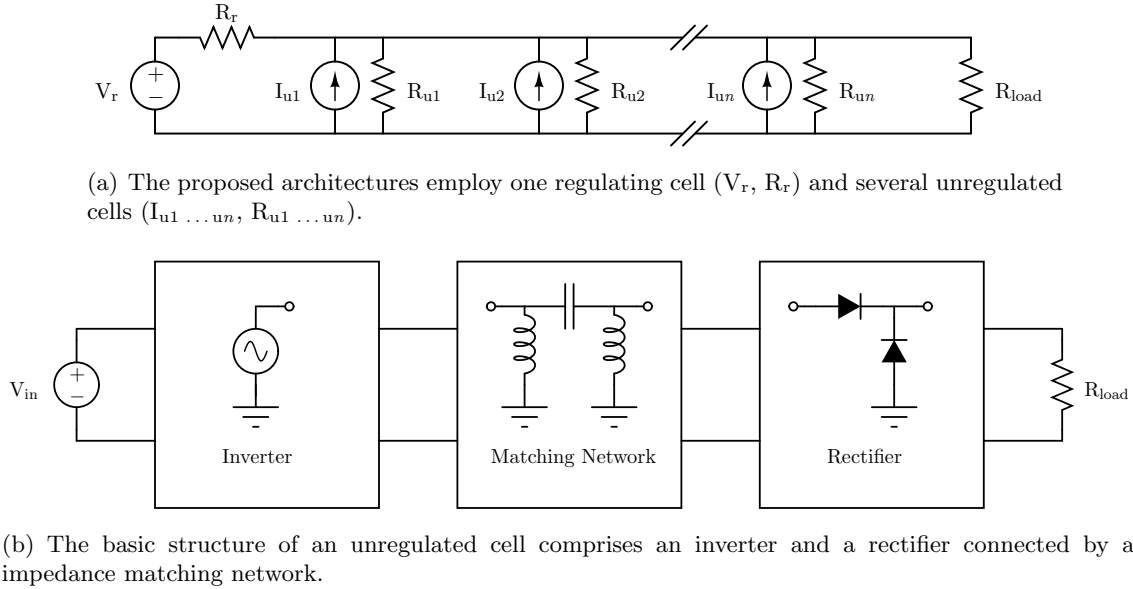 R_r
V_r
+
−
I_u1
R_u1
I_u2
R_u2
I_un
R_un
R_load
(a) The proposed architectures employ one regulating cell (V_r, R_r) and several unregulated
cells (I_u1 ...un, R_u1 ...un).
V_in
+
−
R_load
Inverter
Matching Network
Rectifier
(b) The basic structure of an unregulated cell comprises an inverter and a rectifier connected by a
impedance matching network.